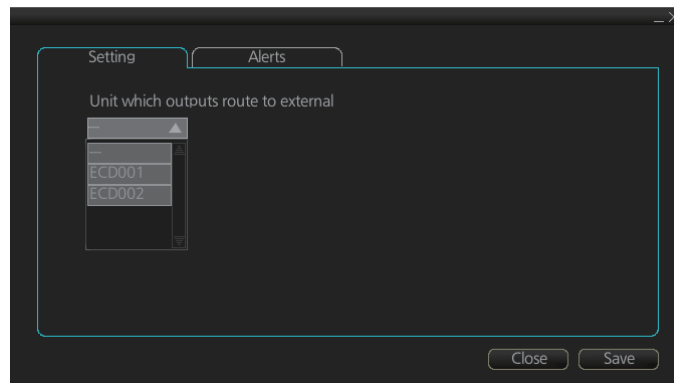 Setting Alerts
Unit which outputs route to external
---
---
ECD001
ECD002
Close Save